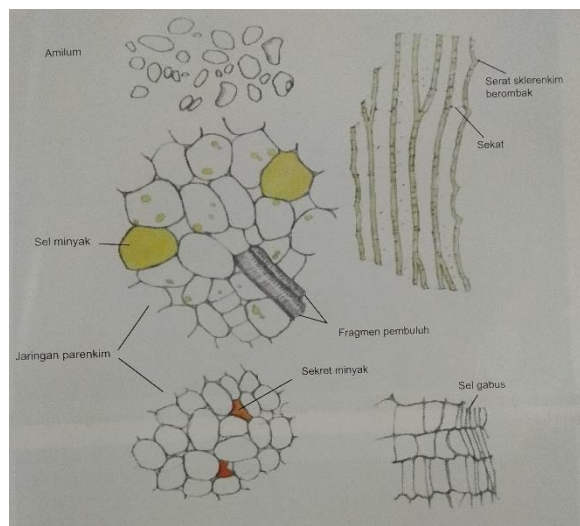 Amilum
Serat sklerenkim
berombak
Sekat
Sel minyak
Fragmen pembuluh
Jaringan parenkim
Sekret minyak
Sel gabus